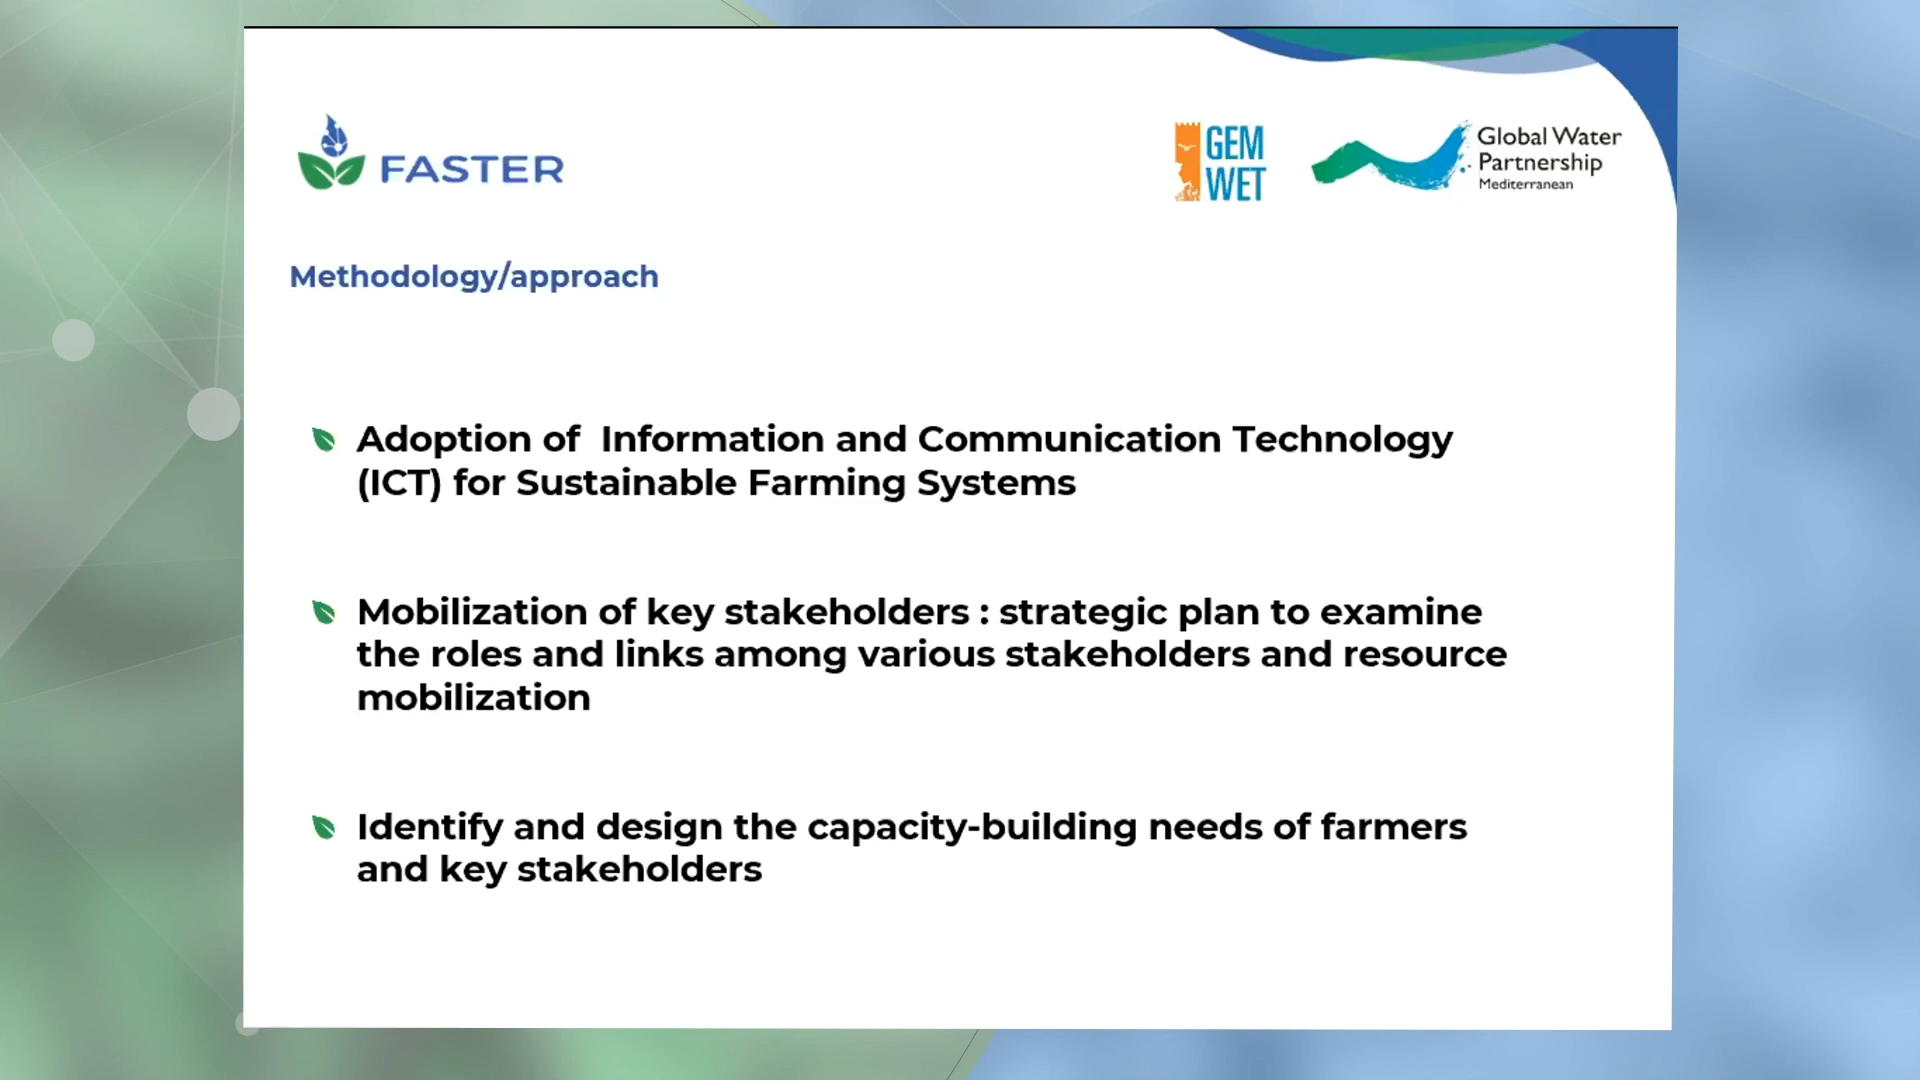 FASTER
GEM
WET
Global Water
Partnership
Mediterranean
Methodology/approach
Adoption of  Information and Communication Technology
(ICT) for Sustainable Farming Systems
Mobilization of key stakeholders : strategic plan to examine
the roles and links among various stakeholders and resource
mobilization
Identify and design the capacity-building needs of farmers
and key stakeholders